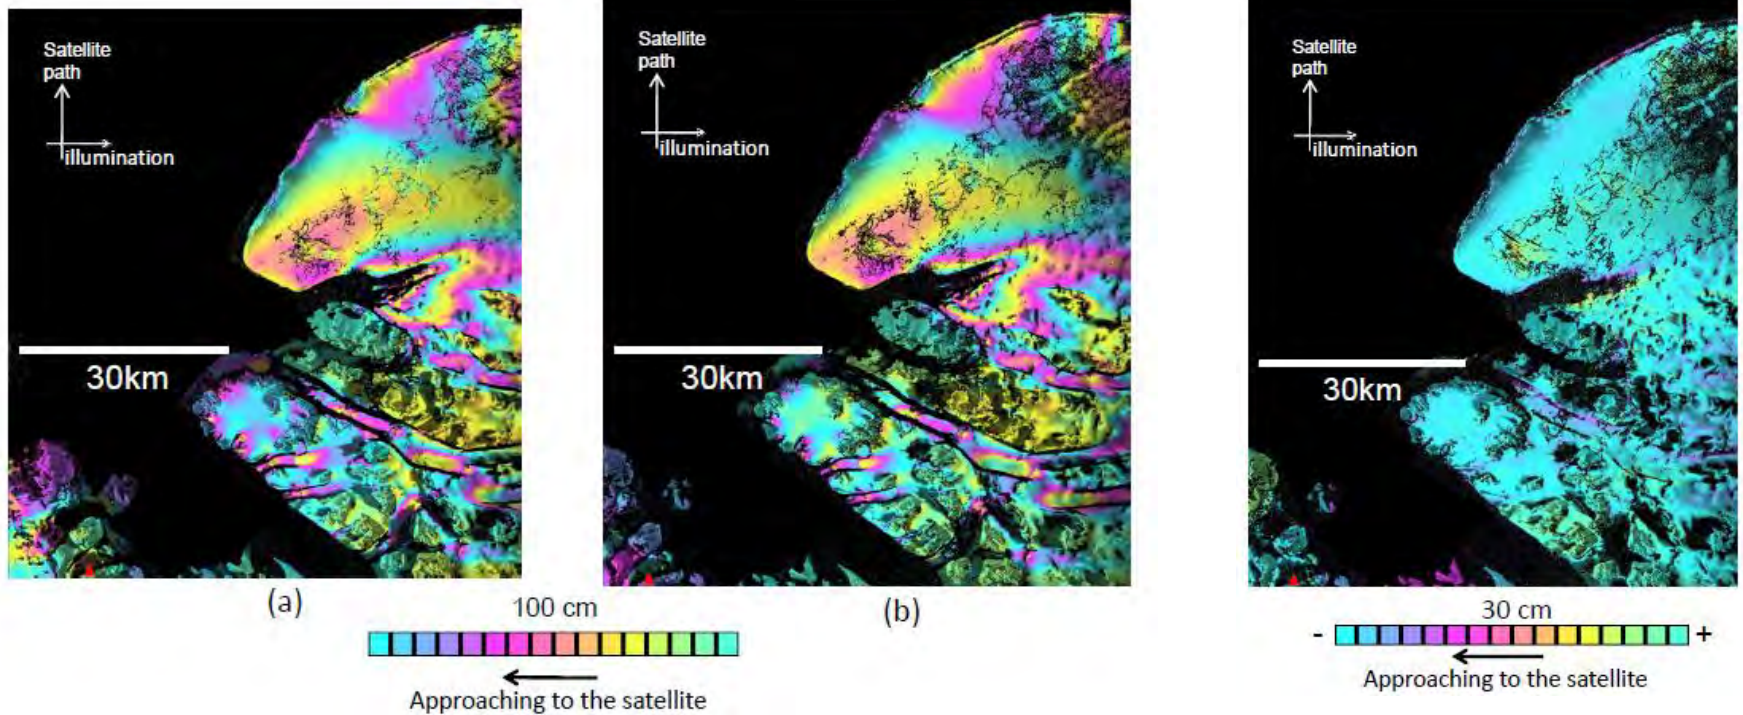 Satellite
path
illumination
30km
(a)
Satellite
path
illumination
30km
(b)
100 cm
Approaching to the satellite
Satellite
path
illumination
30km
30 cm
- +
Approaching to the satellite